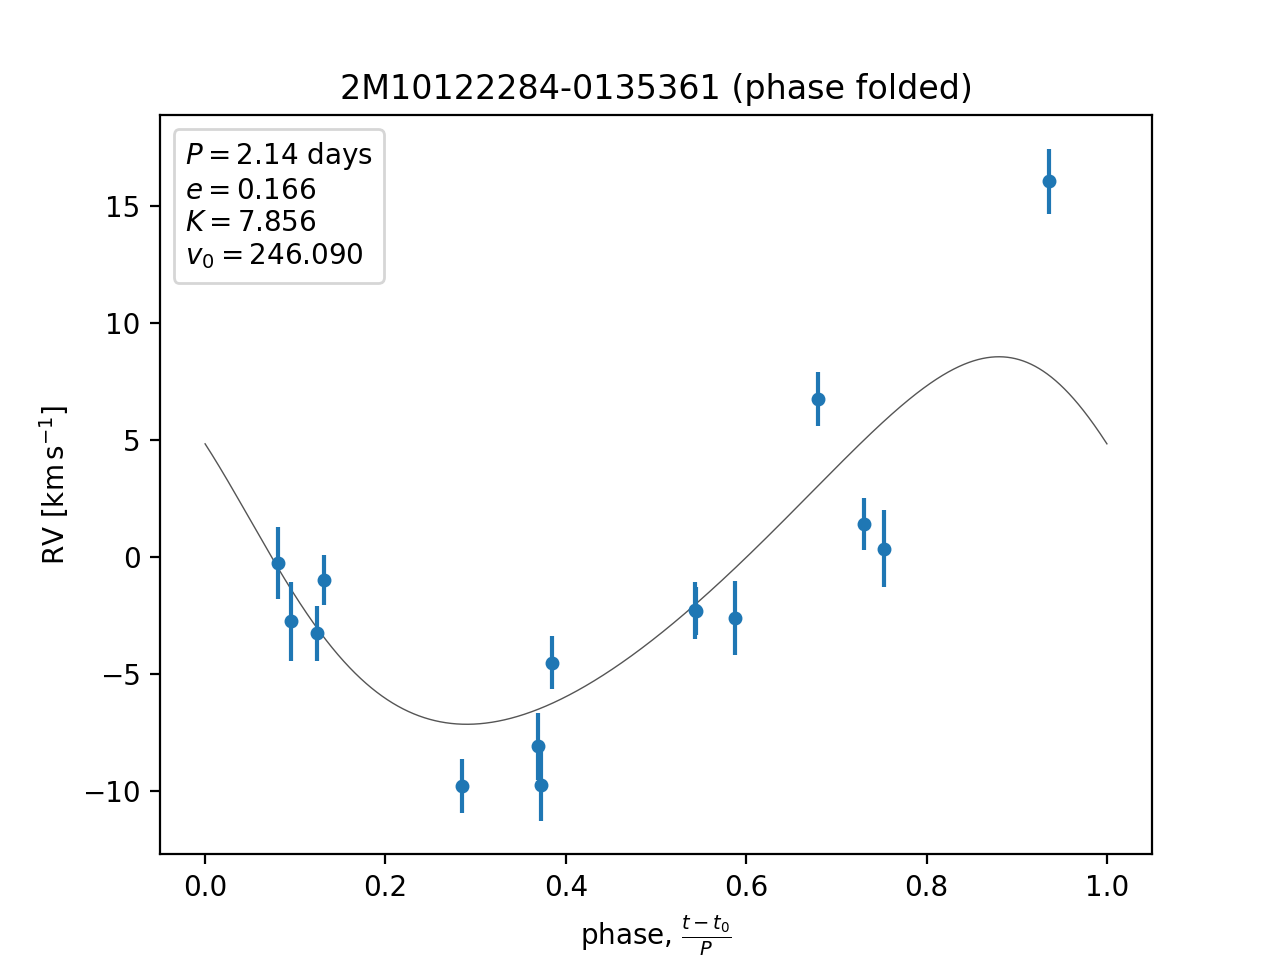 2M10122284-0135361 (phase folded)
P = 2.14 days
e = 0.166
K = 7.856
v₀ = 246.090
15
10
5
0
−5
−10
RV [km s⁻¹]
0.0 0.2 0.4 0.6 0.8 1.0
phase, (t − t₀)/P